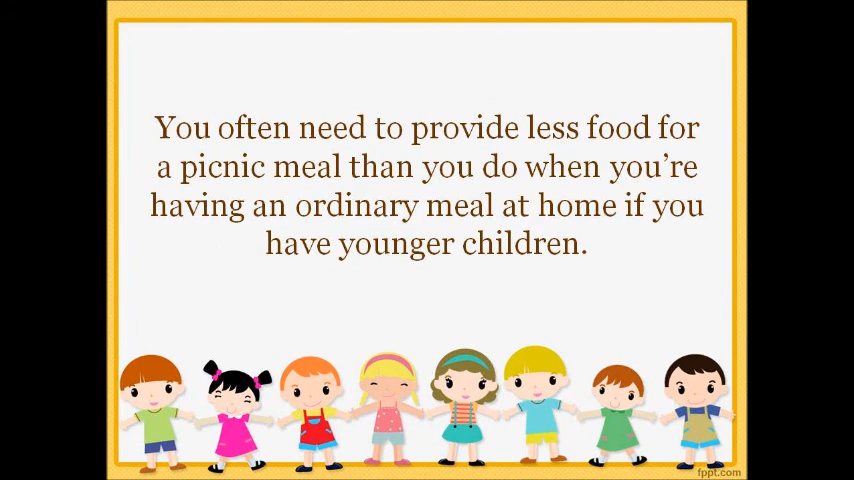 You often need to provide less food for
a picnic meal than you do when you’re
having an ordinary meal at home if you
have younger children.
fppt.com